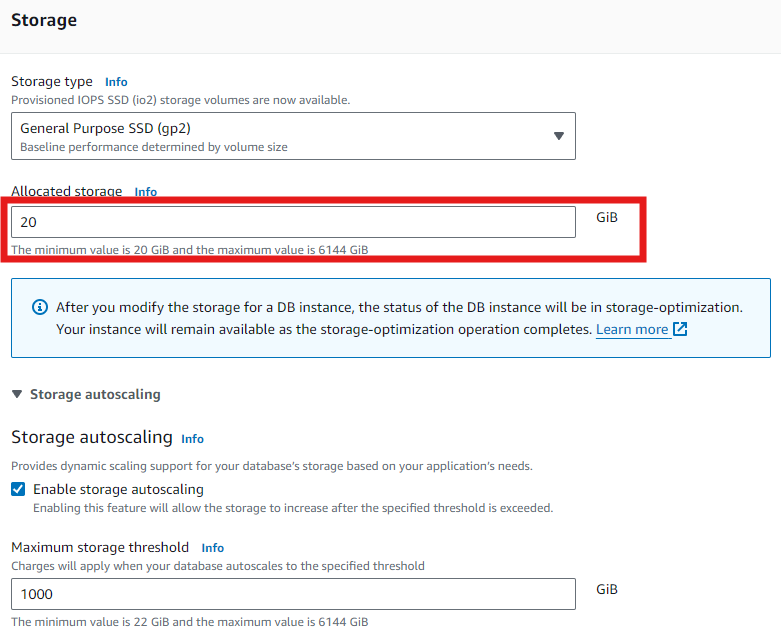 Storage
Storage type Info
Provisioned IOPS SSD (io2) storage volumes are now available.
General Purpose SSD (gp2)
Baseline performance determined by volume size
Allocated storage Info
20
GiB
The minimum value is 20 GiB and the maximum value is 6144 GiB
After you modify the storage for a DB instance, the status of the DB instance will be in storage-optimization.
Your instance will remain available as the storage-optimization operation completes. Learn more
Storage autoscaling
Storage autoscaling Info
Provides dynamic scaling support for your database's storage based on your application's needs.
Enable storage autoscaling
Enabling this feature will allow the storage to increase after the specified threshold is exceeded.
Maximum storage threshold Info
Charges will apply when your database autoscales to the specified threshold
1000
GiB
The minimum value is 22 GiB and the maximum value is 6144 GiB